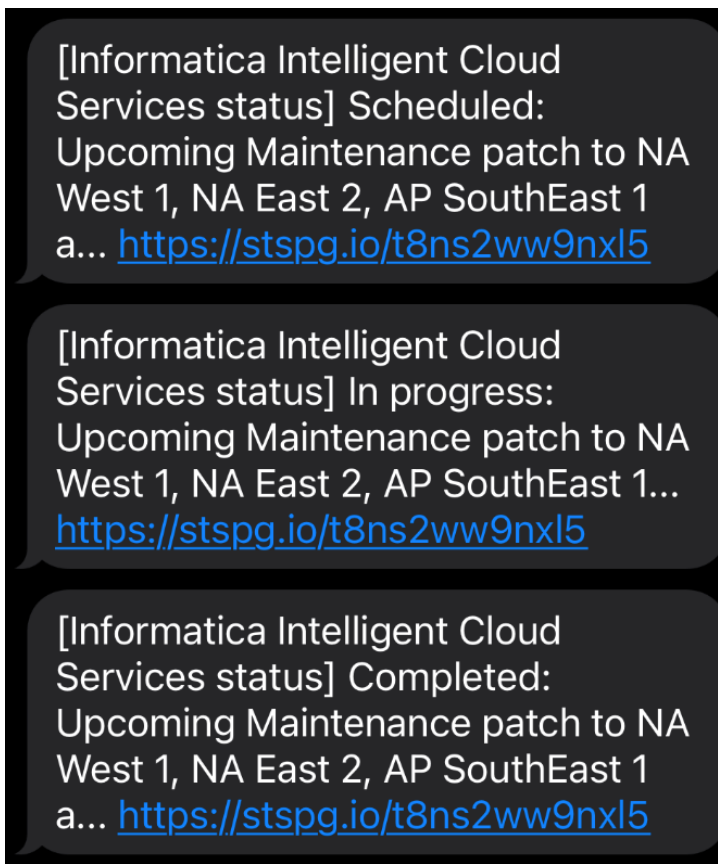 [Informatica Intelligent Cloud
Services status] Scheduled:
Upcoming Maintenance patch to NA
West 1, NA East 2, AP SouthEast 1
a... https://stspg.io/t8ns2ww9nxl5
[Informatica Intelligent Cloud
Services status] In progress:
Upcoming Maintenance patch to NA
West 1, NA East 2, AP SouthEast 1...
https://stspg.io/t8ns2ww9nxl5
[Informatica Intelligent Cloud
Services status] Completed:
Upcoming Maintenance patch to NA
West 1, NA East 2, AP SouthEast 1
a... https://stspg.io/t8ns2ww9nxl5